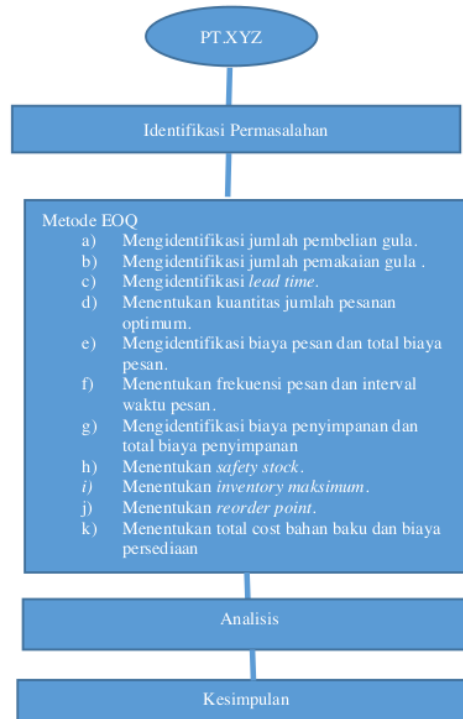 PT.XYZ
Identifikasi Permasalahan
Metode EOQ
a) Mengidentifikasi jumlah pembelian gula.
b) Mengidentifikasi jumlah pemakaian gula .
c) Mengidentifikasi lead time.
d) Menentukan kuantitas jumlah pesanan
optimum.
e) Mengidentifikasi biaya pesan dan total biaya
pesan.
f) Menentukan frekuensi pesan dan interval
waktu pesan.
g) Mengidentifikasi biaya penyimpanan dan
total biaya penyimpanan
h) Menentukan safety stock.
i) Menentukan inventory maksimum.
j) Menentukan reorder point.
k) Menentukan total cost bahan baku dan biaya
persediaan
Analisis
Kesimpulan